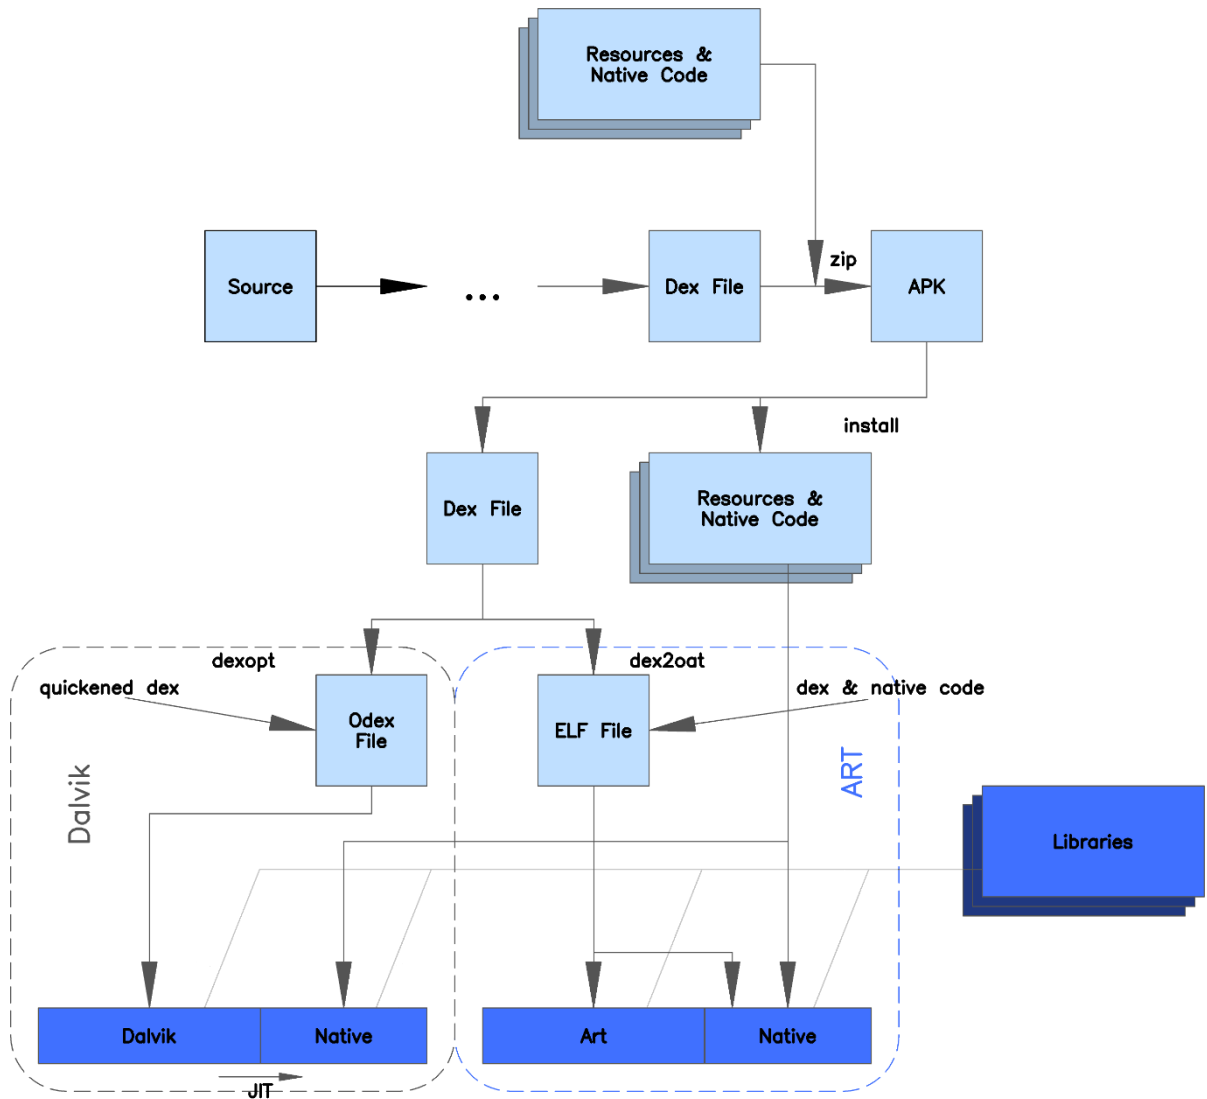 Resources &
Native Code
zip
Source
...
Dex File
APK
install
Dex File
Resources &
Native Code
dexopt
dex2oat
quickened dex
dex & native code
Odex
File
ELF File
Dalvik
ART
Libraries
Dalvik
Native
Art
Native
JIT